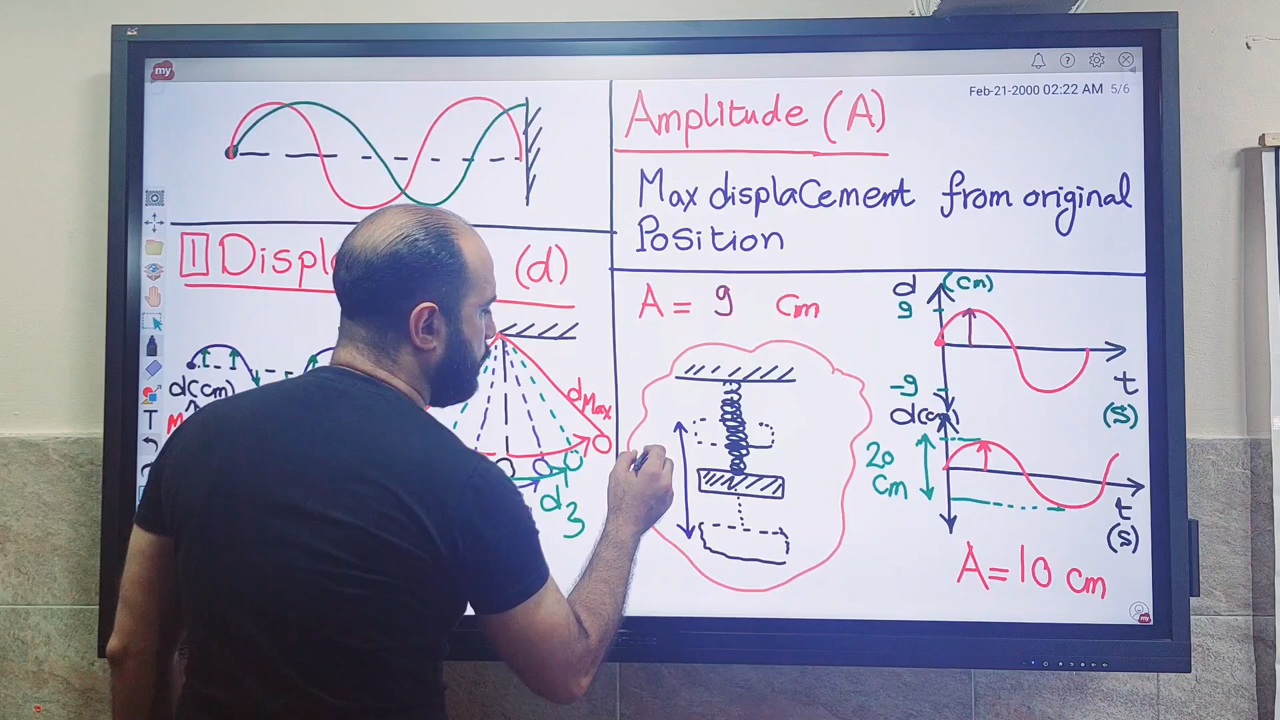 my
Feb-21-2000 02:22 AM 5/6
Amplitude (A)
Max displacement from original
Position
1 Displ
(d)
d(cm)
M
dMax
d3
A = 9 cm
d (cm)
9
-9
t
(s)
d(cm)
20
cm
t
(s)
A = 10 cm
T